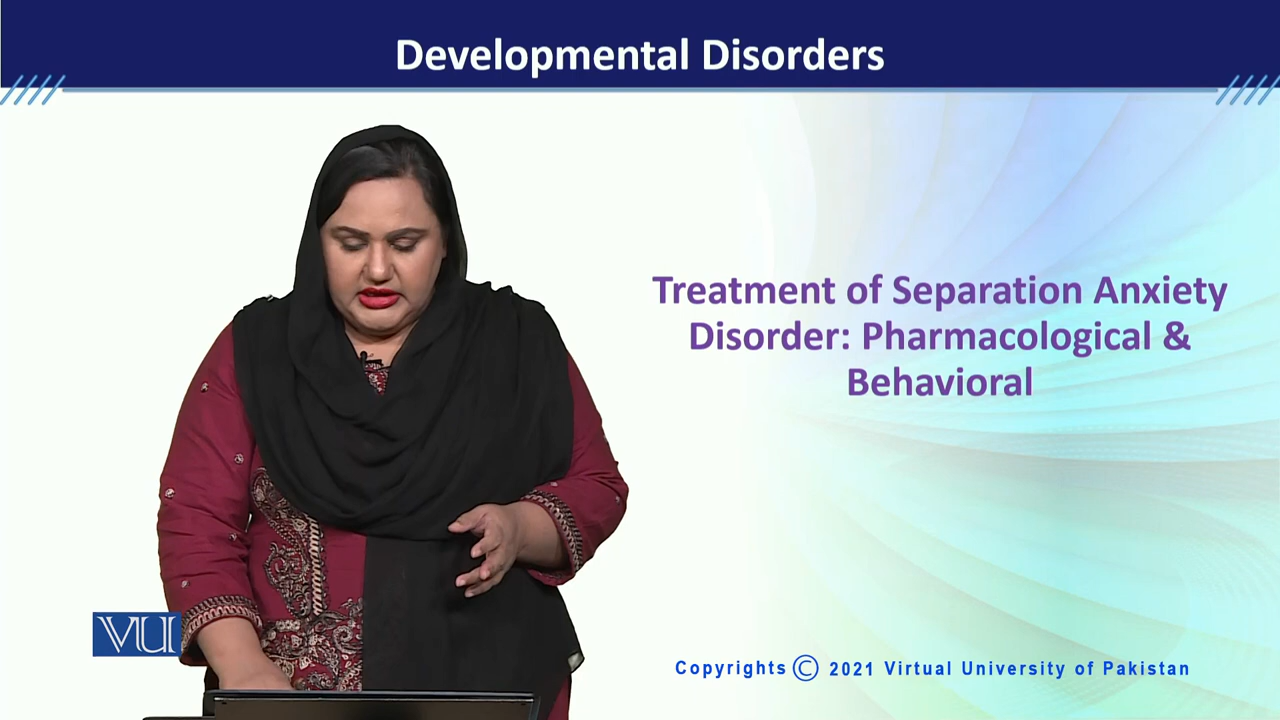 Developmental Disorders
Treatment of Separation Anxiety
Disorder: Pharmacological &
Behavioral
VU
Copyrights © 2021 Virtual University of Pakistan